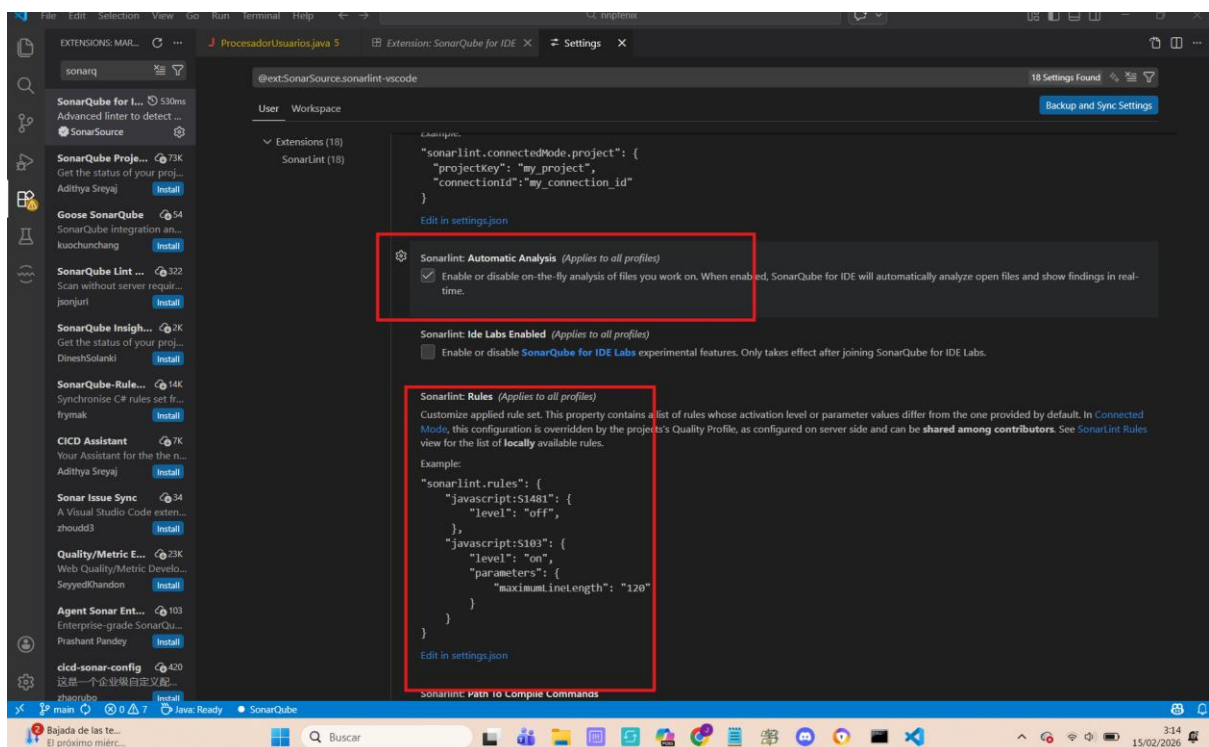 File Edit Selection View Go Run Terminal Help
nnpfenix
EXTENSIONS: MAR...
J ProcesadorUsuarios.java 5
Extension: SonarQube for IDE
Settings
sonarq
@ext:SonarSource.sonarlint-vscode
18 Settings Found
User Workspace
Backup and Sync Settings
SonarQube for I... 530ms
Advanced linter to detect ...
SonarSource
SonarQube Proje... 73K
Get the status of your proj...
Adithya Sreyaj Install
Goose SonarQube 54
SonarQube integration an...
kuochunchang Install
SonarQube Lint ... 322
Scan without server requir...
jsonjuri Install
SonarQube Insigh... 2K
Get the status of your proj...
DineshSolanki Install
SonarQube-Rule... 14K
Synchronise C# rules set fr...
frymak Install
CICD Assistant 7K
Your Assistant for the the n...
Adithya Sreyaj Install
Sonar Issue Sync 34
A Visual Studio Code exten...
zhoudd3 Install
Quality/Metric E... 23K
Web Quality/Metric Develo...
SeyyedKhandon Install
Agent Sonar Ent... 103
Enterprise-grade SonarQu...
Prashant Pandey Install
cicd-sonar-config 420
这是一个企业级自定义配...
zhaorubo Install
Extensions (18)
SonarLint (18)
Example:
"sonarlint.connectedMode.project": {
"projectKey": "my_project",
"connectionId":"my_connection_id"
}
Edit in settings.json
Sonarlint: Automatic Analysis (Applies to all profiles)
Enable or disable on-the-fly analysis of files you work on. When enabled, SonarQube for IDE will automatically analyze open files and show findings in real-
time.
Sonarlint: Ide Labs Enabled (Applies to all profiles)
Enable or disable SonarQube for IDE Labs experimental features. Only takes effect after joining SonarQube for IDE Labs.
Sonarlint: Rules (Applies to all profiles)
Customize applied rule set. This property contains a list of rules whose activation level or parameter values differ from the one provided by default. In Connected
Mode, this configuration is overridden by the projects's Quality Profile, as configured on server side and can be shared among contributors. See SonarLint Rules
view for the list of locally available rules.
Example:
"sonarlint.rules": {
"javascript:S1481": {
"level": "off",
},
"javascript:S103": {
"level": "on",
"parameters": {
"maximumLineLength": "120"
}
}
}
Edit in settings.json
Sonarlint: Path To Compile Commands
main 0 7 Java: Ready SonarQube
2
Bajada de las te...
El próximo miérc...
Buscar
3:14
15/02/2026